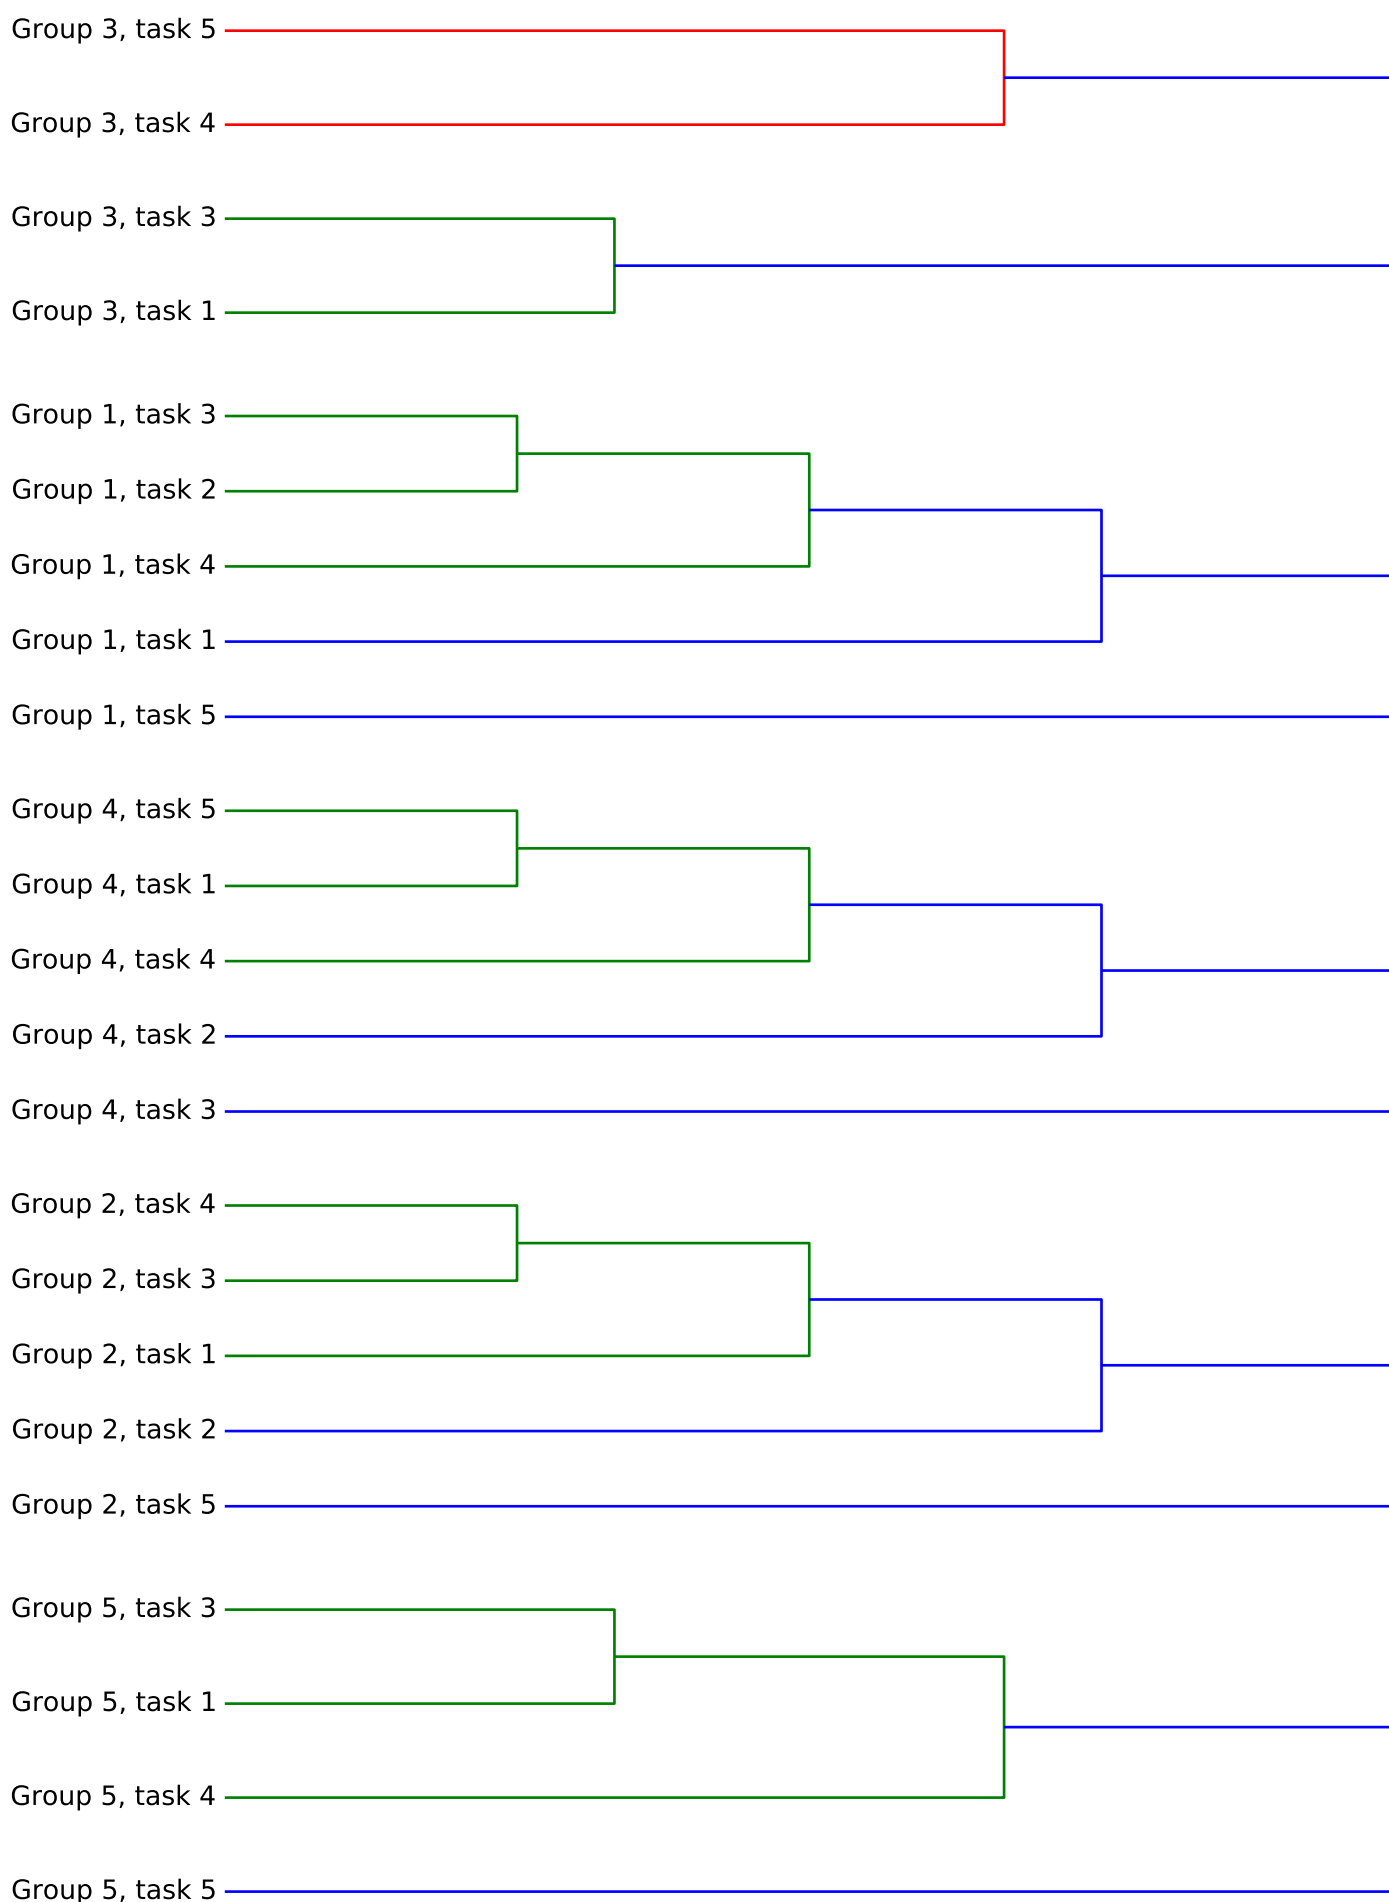 Group 3, task 5
Group 3, task 4
Group 3, task 3
Group 3, task 1
Group 1, task 3
Group 1, task 2
Group 1, task 4
Group 1, task 1
Group 1, task 5
Group 4, task 5
Group 4, task 1
Group 4, task 4
Group 4, task 2
Group 4, task 3
Group 2, task 4
Group 2, task 3
Group 2, task 1
Group 2, task 2
Group 2, task 5
Group 5, task 3
Group 5, task 1
Group 5, task 4
Group 5, task 5